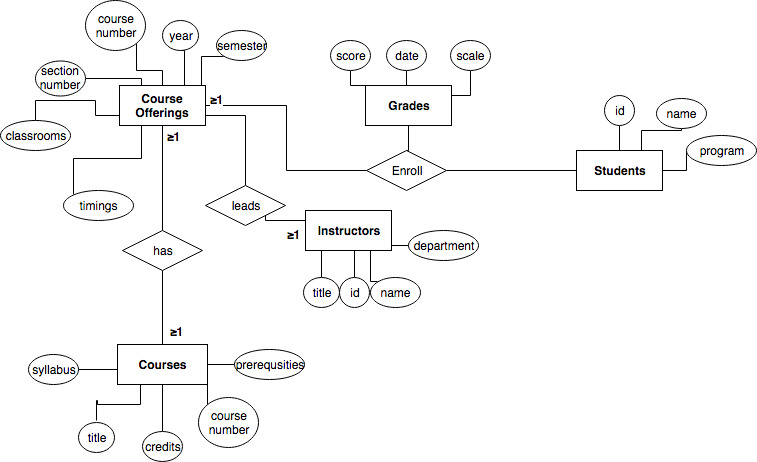 course
number
year
semester
section
number
Course
Offerings
≥1
≥1
classrooms
timings
score
date
scale
Grades
Enroll
id
name
program
Students
leads
≥1
Instructors
department
title
id
name
has
≥1
Courses
syllabus
prerequsities
title
credits
course
number